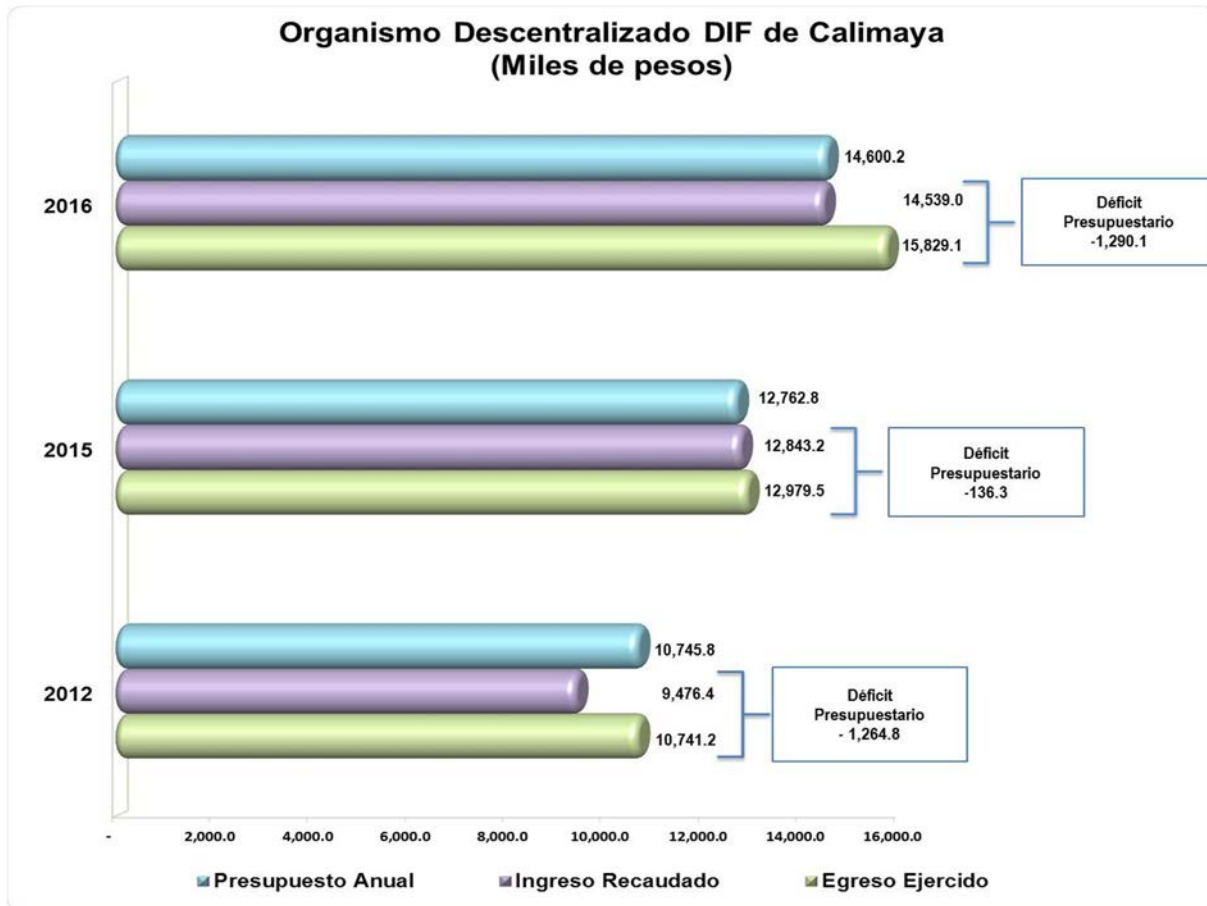 Organismo Descentralizado DIF de Calimaya
(Miles de pesos)
2016
14,600.2
14,539.0
15,829.1
Déficit
Presupuestario
-1,290.1
2015
12,762.8
12,843.2
12,979.5
Déficit
Presupuestario
-136.3
2012
10,745.8
9,476.4
10,741.2
Déficit
Presupuestario
- 1,264.8
- 2,000.0 4,000.0 6,000.0 8,000.0 10,000.0 12,000.0 14,000.0 16,000.0
Presupuesto Anual Ingreso Recaudado Egreso Ejercido